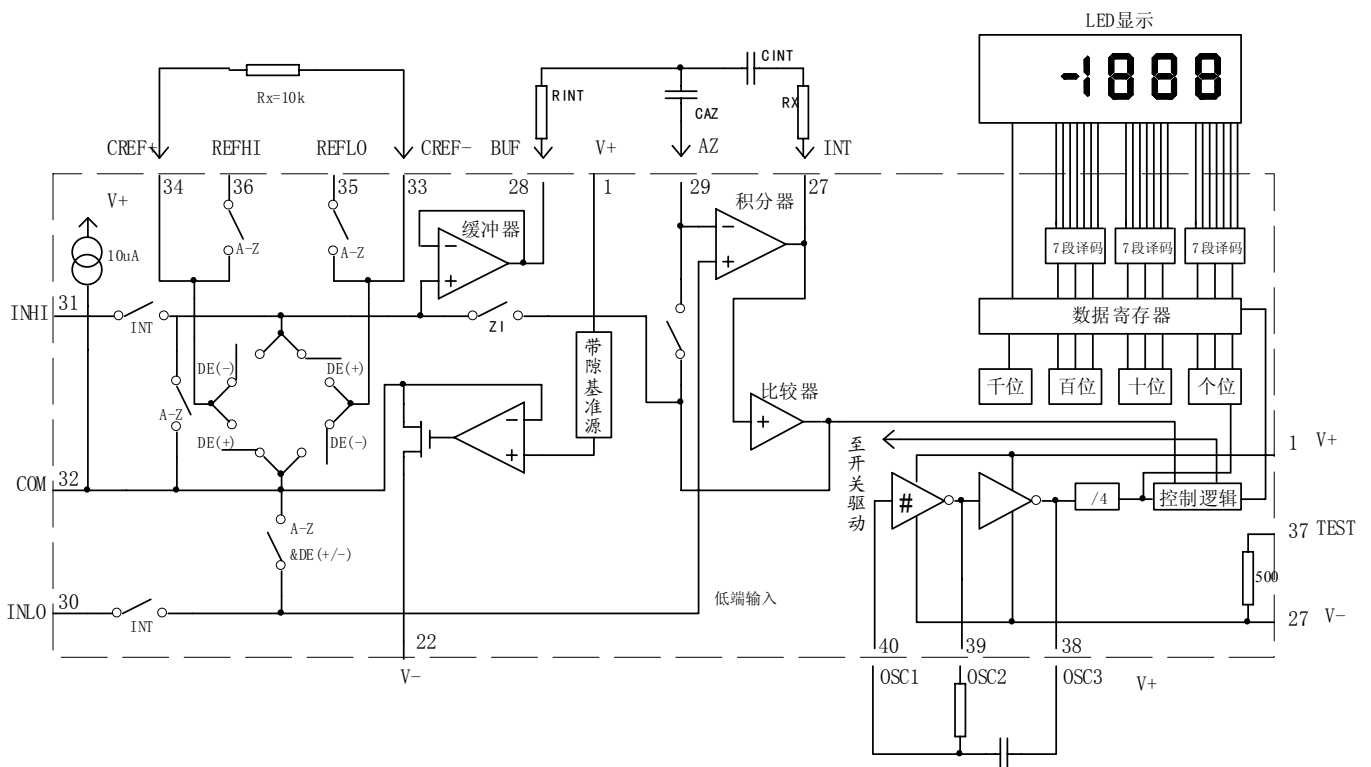 LED显示
-1888
CINT
Rx=10k
RINT
CAZ
RX
CREF+
REFHI
REFLO
CREF-
BUF
V+
AZ
INT
34
36
35
33
28
1
29
27
V+
10uA
A-Z
A-Z
缓冲器
积分器
7段译码
7段译码
7段译码
INHI
31
INT
ZI
数据寄存器
DE(-)
DE(+)
带隙基准源
千位
百位
十位
个位
A-Z
DE(+)
DE(-)
比较器
至开关驱动
1
V+
COM
32
#
/4
控制逻辑
A-Z
&DE(+/-)
37
TEST
500
INLO
30
INT
低端输入
27
V-
22
V-
40
39
38
OSC1
OSC2
OSC3
V+